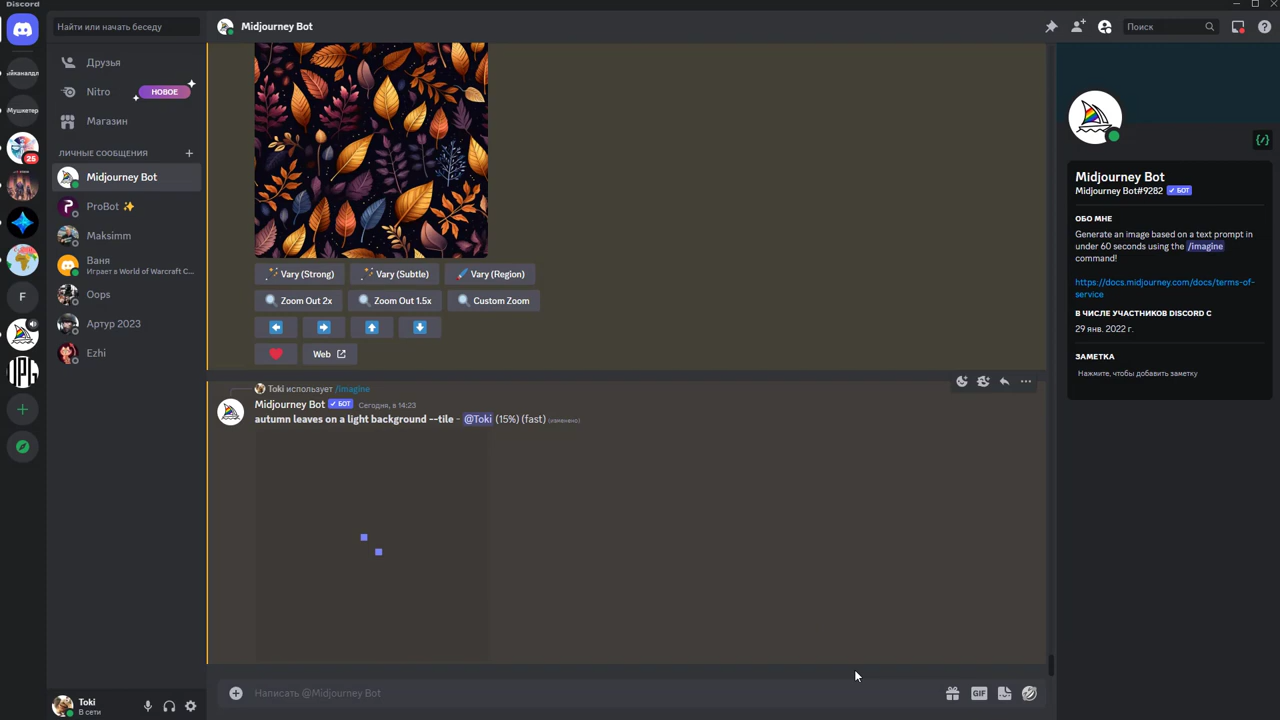 Discord
Найти или начать беседу
Midjourney Bot
Поиск
йканалдл
Мушкетер
25
F
Друзья
Nitro
НОВОЕ
Магазин
ЛИЧНЫЕ СООБЩЕНИЯ
Midjourney Bot
ProBot ✨
Maksimm
Ваня
Играет в World of Warcraft C...
Oops
Артур 2023
Ezhi
Toki
В сети
Vary (Strong)
Vary (Subtle)
Vary (Region)
Zoom Out 2x
Zoom Out 1.5x
Custom Zoom
Web
Toki использует /imagine
Midjourney Bot ✓ БОТ Сегодня, в 14:23
autumn leaves on a light background --tile - @Toki (15%) (fast) (изменено)
Написать @Midjourney Bot
GIF
Midjourney Bot
Midjourney Bot#9282 ✓ БОТ
ОБО МНЕ
Generate an image based on a text prompt in
under 60 seconds using the /imagine
command!
https://docs.midjourney.com/docs/terms-of-
service
В ЧИСЛЕ УЧАСТНИКОВ DISCORD С
29 янв. 2022 г.
ЗАМЕТКА
Нажмите, чтобы добавить заметку